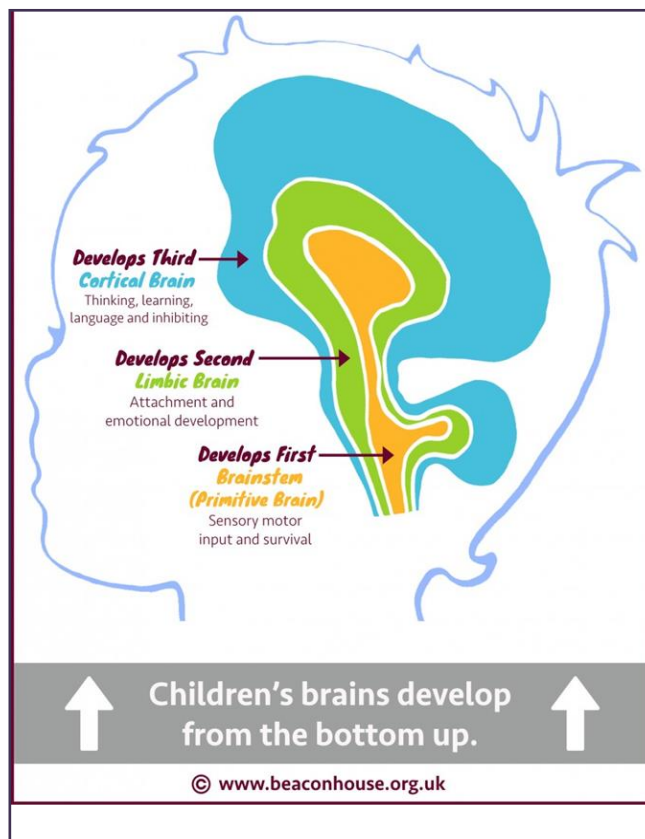 Develops Third
Cortical Brain
Thinking, learning,
language and inhibiting
Develops Second
Limbic Brain
Attachment and
emotional development
Develops First
Brainstem
(Primitive Brain)
Sensory motor
input and survival
Children's brains develop
from the bottom up.
© www.beaconhouse.org.uk